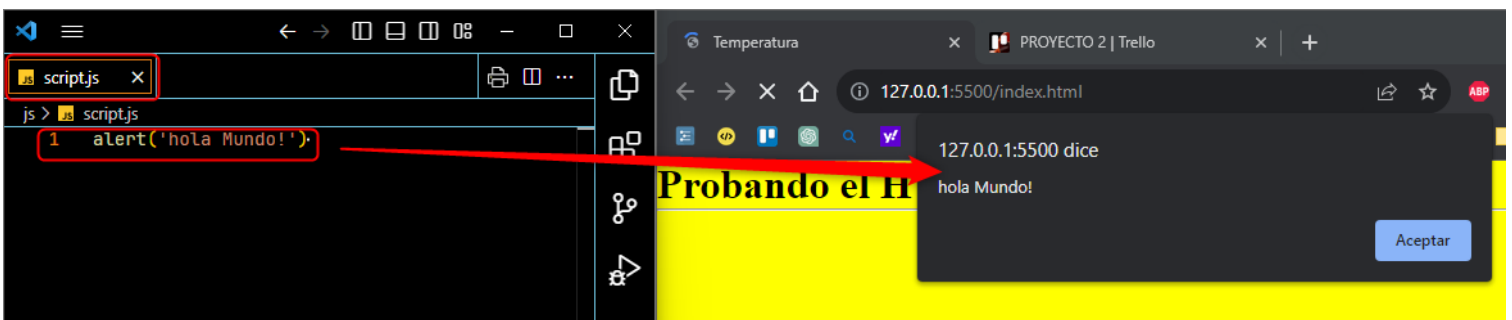 script.js
js > script.js
1 alert('hola Mundo!')
Temperatura
PROYECTO 2 | Trello
127.0.0.1:5500/index.html
ABP
y!
127.0.0.1:5500 dice
hola Mundo!
Aceptar
Probando el H